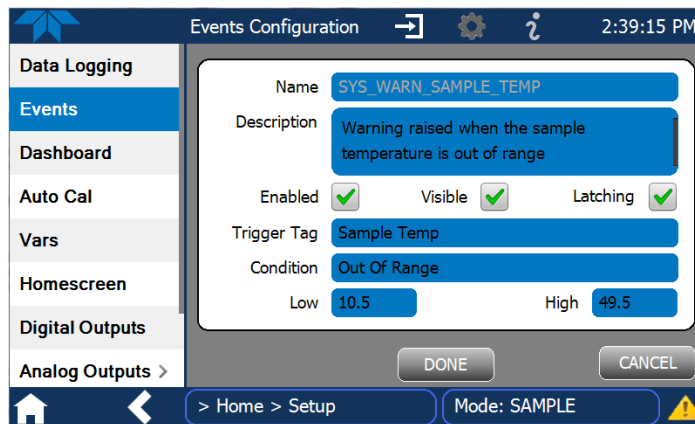 Events Configuration 2:39:15 PM
Data Logging
Events
Dashboard
Auto Cal
Vars
Homescreen
Digital Outputs
Analog Outputs >
Name SYS_WARN_SAMPLE_TEMP
Description Warning raised when the sample
temperature is out of range
Enabled Visible Latching
Trigger Tag Sample Temp
Condition Out Of Range
Low 10.5 High 49.5
DONE CANCEL
> Home > Setup Mode: SAMPLE